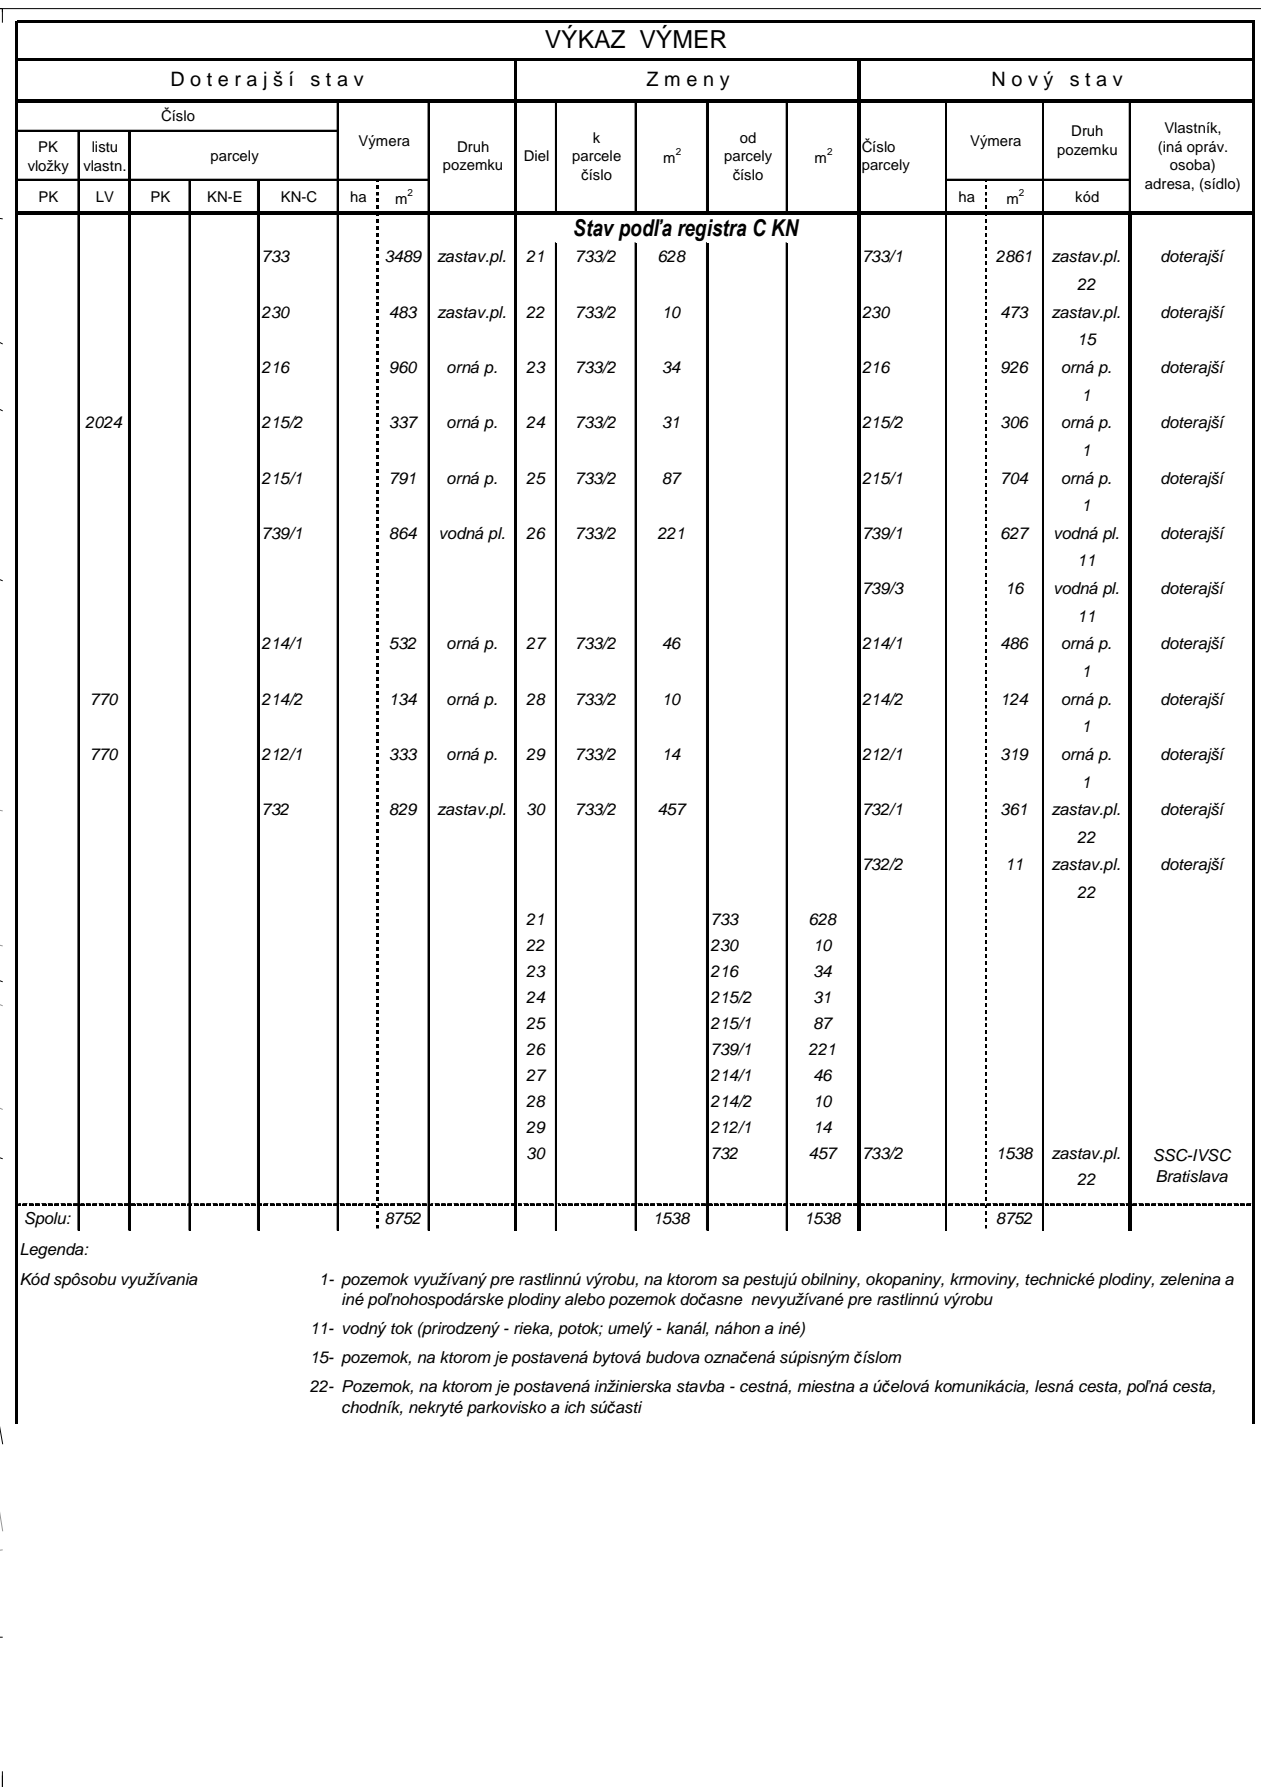 VÝKAZ VÝMER
Doterajší stav Zmeny Nový stav
Číslo Výmera Druh pozemku Diel k parcele číslo m² od parcely číslo m² Číslo parcely Výmera Druh pozemku Vlastník, (iná opráv. osoba) adresa, (sídlo)
PK vložky listu vlastn. parcely
PK LV PK KN-E KN-C ha m² ha m² kód
Stav podľa registra C KN
733 3489 zastav.pl. 21 733/2 628 733/1 2861 zastav.pl. doterajší
22
230 483 zastav.pl. 22 733/2 10 230 473 zastav.pl. doterajší
15
216 960 orná p. 23 733/2 34 216 926 orná p. doterajší
1
2024 215/2 337 orná p. 24 733/2 31 215/2 306 orná p. doterajší
1
215/1 791 orná p. 25 733/2 87 215/1 704 orná p. doterajší
1
739/1 864 vodná pl. 26 733/2 221 739/1 627 vodná pl. doterajší
11
739/3 16 vodná pl. doterajší
11
214/1 532 orná p. 27 733/2 46 214/1 486 orná p. doterajší
1
770 214/2 134 orná p. 28 733/2 10 214/2 124 orná p. doterajší
1
770 212/1 333 orná p. 29 733/2 14 212/1 319 orná p. doterajší
1
732 829 zastav.pl. 30 733/2 457 732/1 361 zastav.pl. doterajší
22
732/2 11 zastav.pl. doterajší
22
21 733 628
22 230 10
23 216 34
24 215/2 31
25 215/1 87
26 739/1 221
27 214/1 46
28 214/2 10
29 212/1 14
30 732 457 733/2 1538 zastav.pl. SSC-IVSC
22 Bratislava
Spolu: 8752 1538 1538 8752
Legenda:
Kód spôsobu využívania 1- pozemok využívaný pre rastlinnú výrobu, na ktorom sa pestujú obilniny, okopaniny, krmoviny, technické plodiny, zelenina a
iné poľnohospodárske plodiny alebo pozemok dočasne nevyužívané pre rastlinnú výrobu
11- vodný tok (prirodzený - rieka, potok; umelý - kanál, náhon a iné)
15- pozemok, na ktorom je postavená bytová budova označená súpisným číslom
22- Pozemok, na ktorom je postavená inžinierska stavba - cestná, miestna a účelová komunikácia, lesná cesta, poľná cesta,
chodník, nekryté parkovisko a ich súčasti